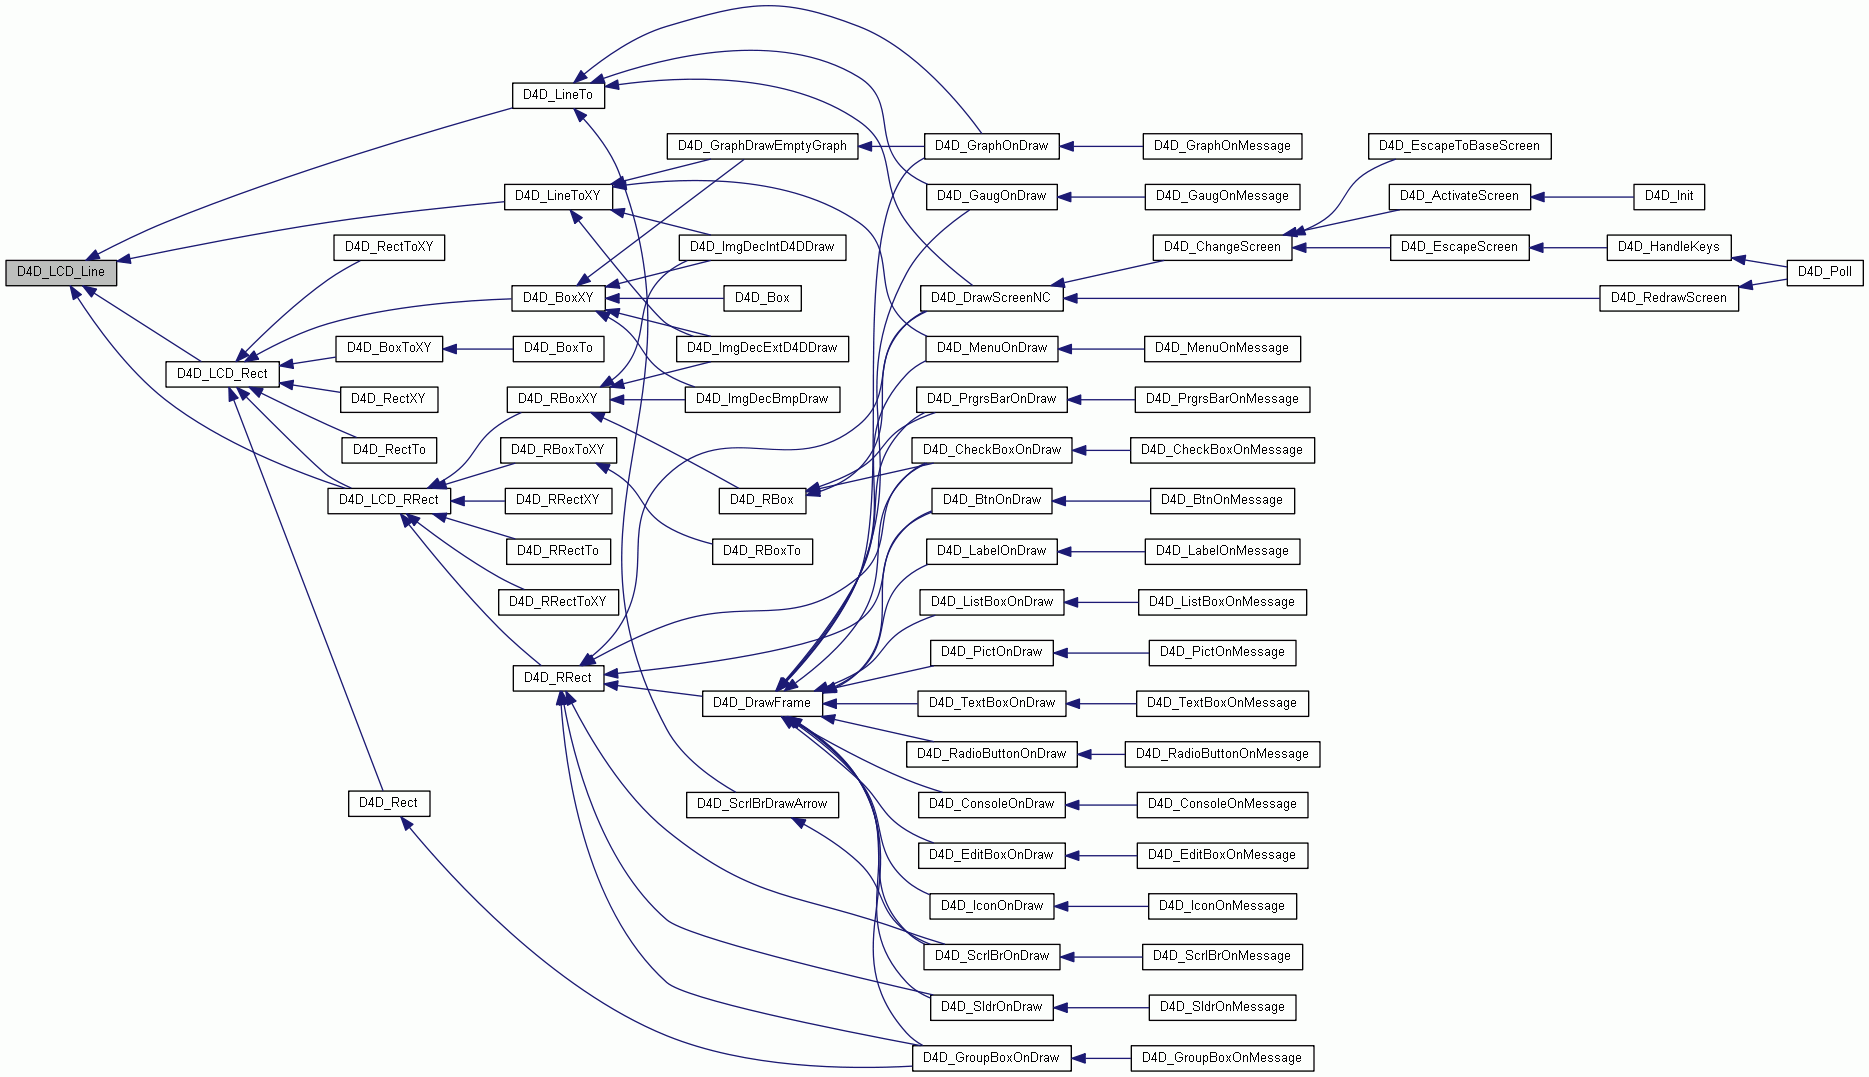 D4D_LCD_Line
D4D_RectToXY
D4D_BoxToXY
D4D_LCD_Rect
D4D_RectXY
D4D_RectTo
D4D_LCD_RRect
D4D_Rect
D4D_LineTo
D4D_LineToXY
D4D_BoxXY
D4D_BoxTo
D4D_RBoxXY
D4D_RBoxToXY
D4D_RRectXY
D4D_RRectTo
D4D_RRectToXY
D4D_RRect
D4D_GraphDrawEmptyGraph
D4D_ImgDecIntD4DDraw
D4D_Box
D4D_ImgDecExtD4DDraw
D4D_ImgDecBmpDraw
D4D_RBox
D4D_RBoxTo
D4D_DrawFrame
D4D_ScrlBrDrawArrow
D4D_GraphOnDraw
D4D_GaugOnDraw
D4D_DrawScreenNC
D4D_MenuOnDraw
D4D_PrgrsBarOnDraw
D4D_CheckBoxOnDraw
D4D_BtnOnDraw
D4D_LabelOnDraw
D4D_ListBoxOnDraw
D4D_PictOnDraw
D4D_TextBoxOnDraw
D4D_RadioButtonOnDraw
D4D_ConsoleOnDraw
D4D_EditBoxOnDraw
D4D_IconOnDraw
D4D_ScrlBrOnDraw
D4D_SldrOnDraw
D4D_GroupBoxOnDraw
D4D_GraphOnMessage
D4D_GaugOnMessage
D4D_ChangeScreen
D4D_MenuOnMessage
D4D_PrgrsBarOnMessage
D4D_CheckBoxOnMessage
D4D_BtnOnMessage
D4D_LabelOnMessage
D4D_ListBoxOnMessage
D4D_PictOnMessage
D4D_TextBoxOnMessage
D4D_RadioButtonOnMessage
D4D_ConsoleOnMessage
D4D_EditBoxOnMessage
D4D_IconOnMessage
D4D_ScrlBrOnMessage
D4D_SldrOnMessage
D4D_GroupBoxOnMessage
D4D_EscapeToBaseScreen
D4D_ActivateScreen
D4D_EscapeScreen
D4D_Init
D4D_HandleKeys
D4D_RedrawScreen
D4D_Poll